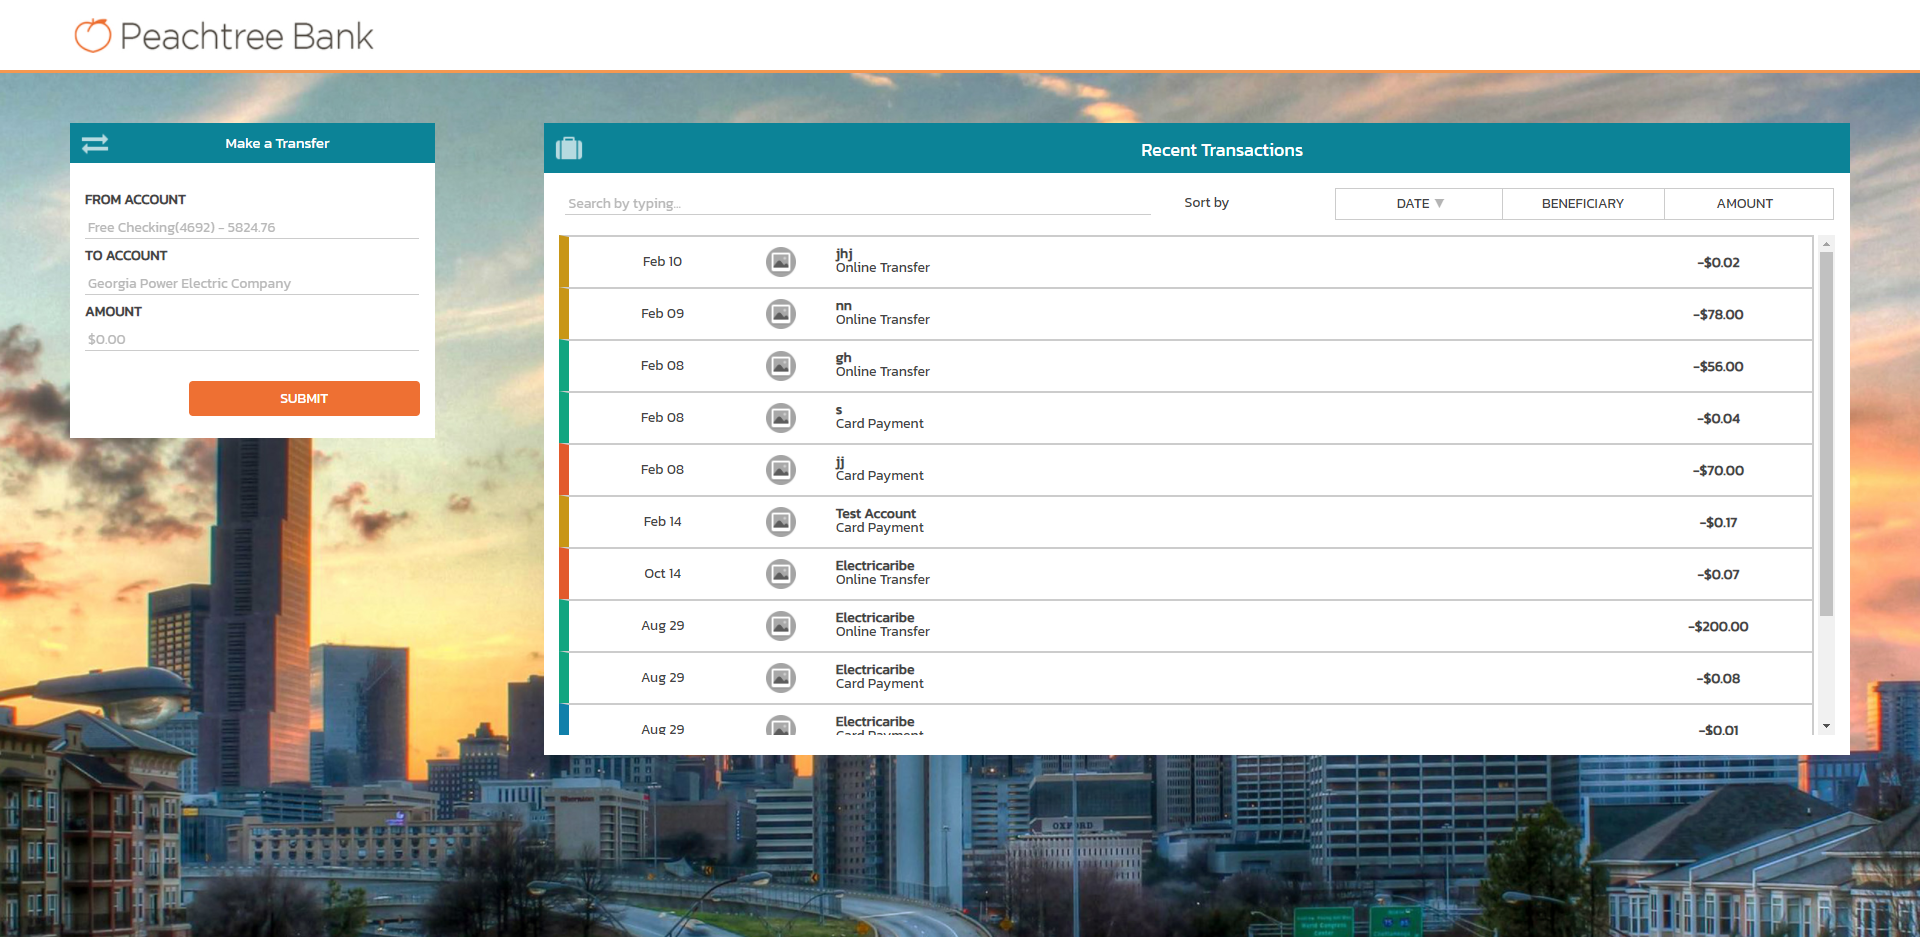 Peachtree Bank
Make a Transfer
FROM ACCOUNT
Free Checking(4692) - 5824.76
TO ACCOUNT
Georgia Power Electric Company
AMOUNT
$0.00
SUBMIT
Recent Transactions
Search by typing...
Sort by
DATE ▼
BENEFICIARY
AMOUNT
Feb 10
jhj
Online Transfer
-$0.02
Feb 09
nn
Online Transfer
-$78.00
Feb 08
gh
Online Transfer
-$56.00
Feb 08
s
Card Payment
-$0.04
Feb 08
jj
Card Payment
-$70.00
Feb 14
Test Account
Card Payment
-$0.17
Oct 14
Electricaribe
Online Transfer
-$0.07
Aug 29
Electricaribe
Online Transfer
-$200.00
Aug 29
Electricaribe
Card Payment
-$0.08
Aug 29
Electricaribe
Card Payment
-$0.01
OXFORD